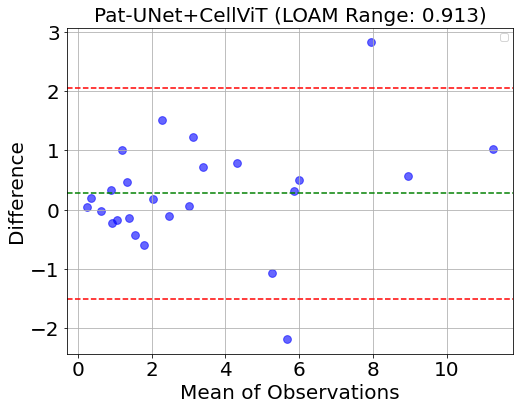 Pat-UNet+CellViT (LOAM Range: 0.913)
3
2
1
0
−1
−2
Difference
0 2 4 6 8 10
Mean of Observations